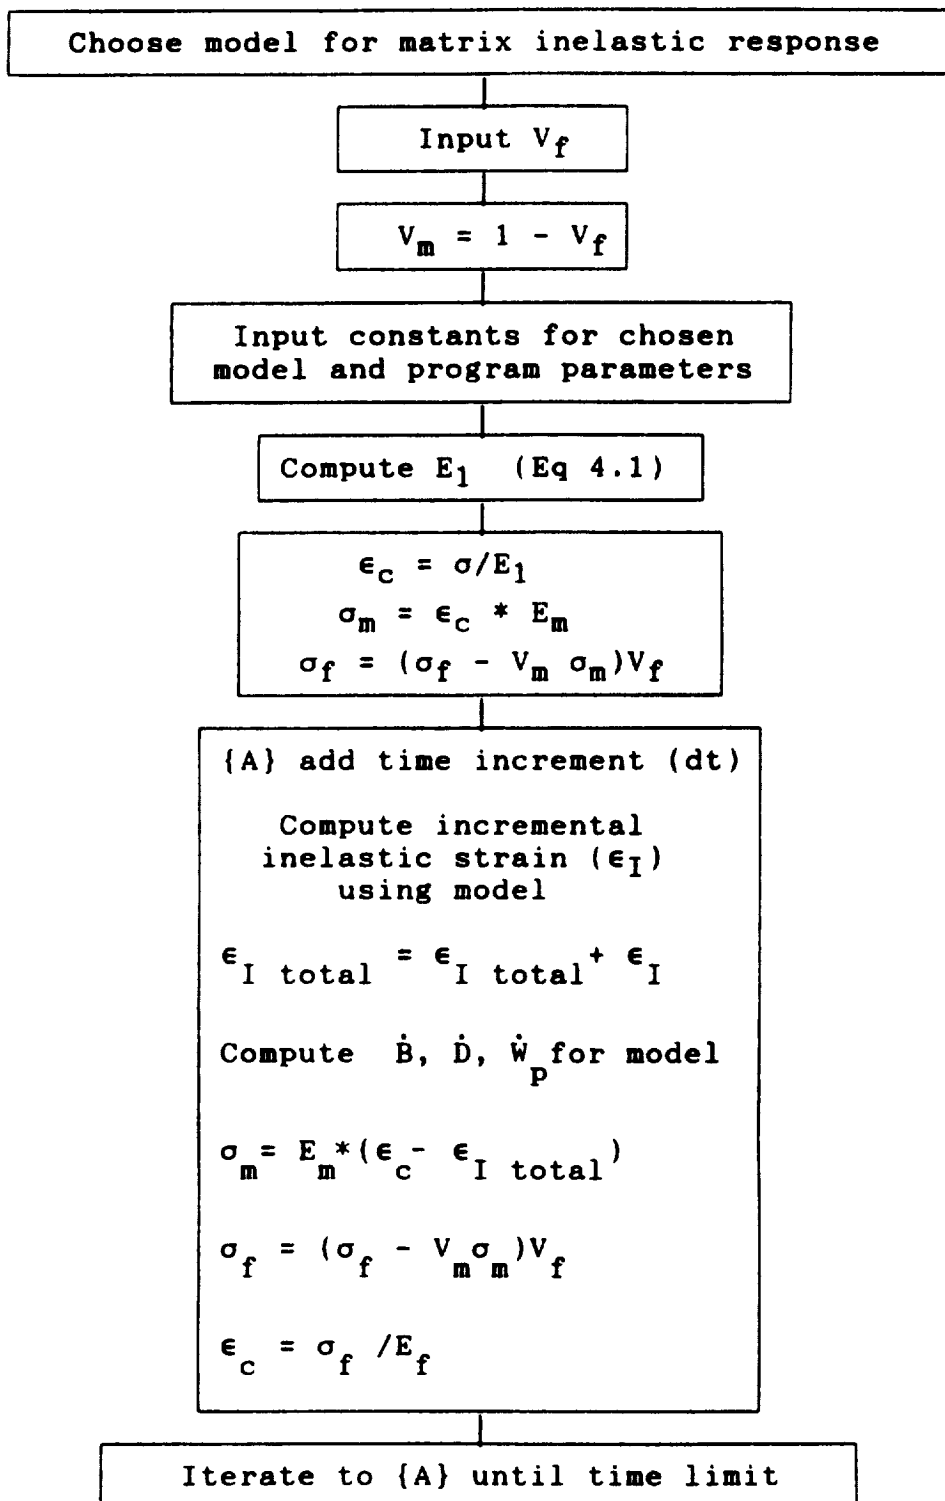 Choose model for matrix inelastic response
Input V_f
V_m = 1 - V_f
Input constants for chosen
model and program parameters
Compute E_1 (Eq 4.1)
ϵ_c = σ/E_1
σ_m = ϵ_c * E_m
σ_f = (σ_f - V_m σ_m)V_f
{A} add time increment (dt)
Compute incremental
inelastic strain (ϵ_I)
using model
ϵ_I total = ϵ_I total + ϵ_I
Compute Ḃ, Ḋ, Ẇ_p for model
σ_m = E_m*(ϵ_c - ϵ_I total)
σ_f = (σ_f - V_m σ_m)V_f
ϵ_c = σ_f /E_f
Iterate to {A} until time limit